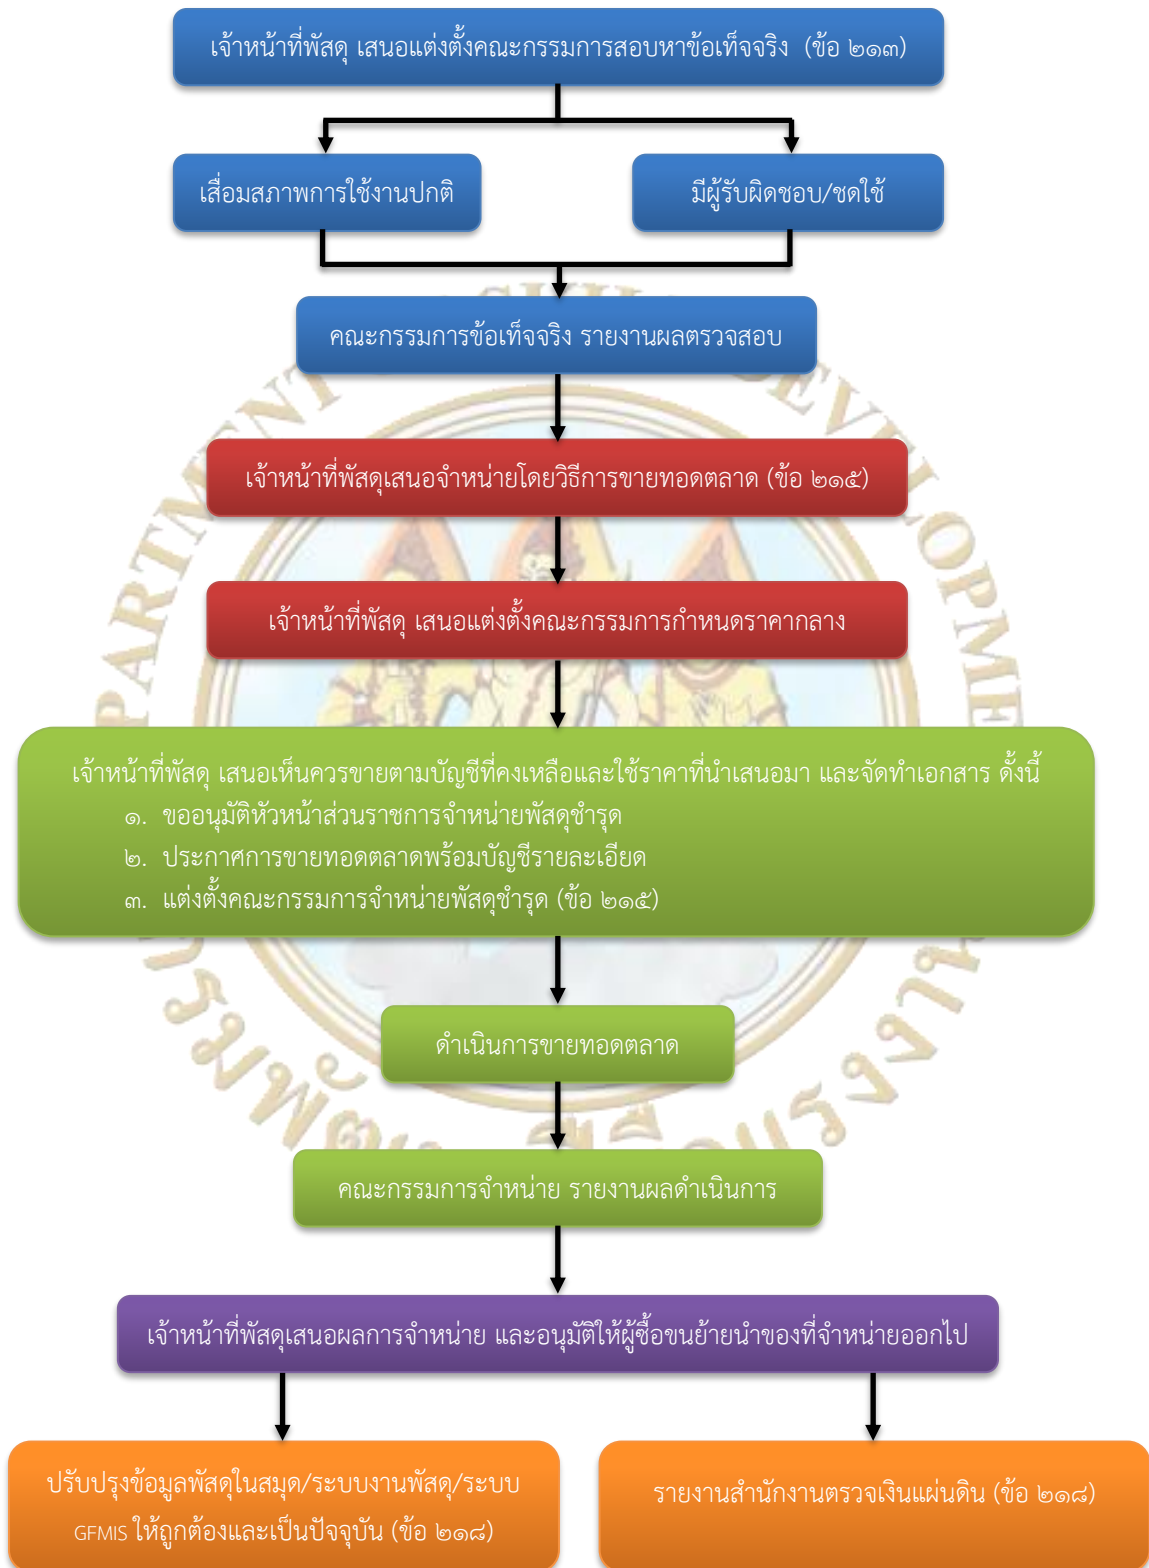 เจ้าหน้าที่พัสดุ เสนอแต่งตั้งคณะกรรมการสอบหาข้อเท็จจริง (ข้อ ๒๑๓)
เสื่อมสภาพการใช้งานปกติ
มีผู้รับผิดชอบ/ชดใช้
คณะกรรมการข้อเท็จจริง รายงานผลตรวจสอบ
เจ้าหน้าที่พัสดุเสนอจำหน่ายโดยวิธีการขายทอดตลาด (ข้อ ๒๑๕)
เจ้าหน้าที่พัสดุ เสนอแต่งตั้งคณะกรรมการกำหนดราคากลาง
เจ้าหน้าที่พัสดุ เสนอเห็นควรขายตามบัญชีที่คงเหลือและใช้ราคาที่นำเสนอมา และจัดทำเอกสาร ดั้งนี้
๑. ขออนุมัติหัวหน้าส่วนราชการจำหน่ายพัสดุชำรุด
๒. ประกาศการขายทอดตลาดพร้อมบัญชีรายละเอียด
๓. แต่งตั้งคณะกรรมการจำหน่ายพัสดุชำรุด (ข้อ ๒๑๕)
ดำเนินการขายทอดตลาด
คณะกรรมการจำหน่าย รายงานผลดำเนินการ
เจ้าหน้าที่พัสดุเสนอผลการจำหน่าย และอนุมัติให้ผู้ซื้อขนย้ายนำของที่จำหน่ายออกไป
ปรับปรุงข้อมูลพัสดุในสมุด/ระบบงานพัสดุ/ระบบ
GFMIS ให้ถูกต้องและเป็นปัจจุบัน (ข้อ ๒๑๘)
รายงานสำนักงานตรวจเงินแผ่นดิน (ข้อ ๒๑๘)